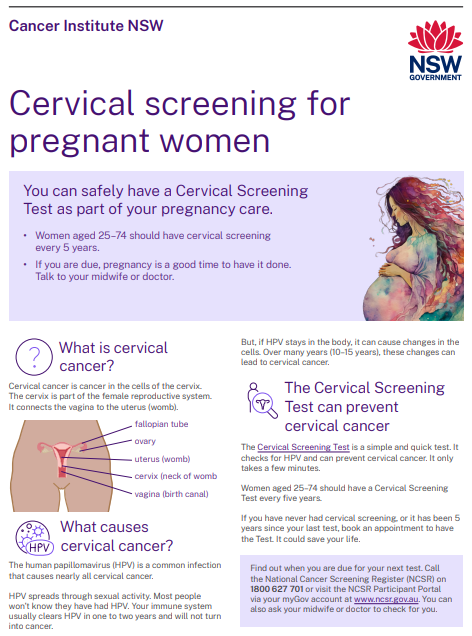 Cancer Institute NSW
NSW
GOVERNMENT
Cervical screening for
pregnant women
You can safely have a Cervical Screening
Test as part of your pregnancy care.
• Women aged 25–74 should have cervical screening
every 5 years.
• If you are due, pregnancy is a good time to have it done.
Talk to your midwife or doctor.
?
What is cervical
cancer?
Cervical cancer is cancer in the cells of the cervix.
The cervix is part of the female reproductive system.
It connects the vagina to the uterus (womb).
fallopian tube
ovary
uterus (womb)
cervix (neck of womb
vagina (birth canal)
HPV
What causes
cervical cancer?
The human papillomavirus (HPV) is a common infection
that causes nearly all cervical cancer.
HPV spreads through sexual activity. Most people
won't know they have had HPV. Your immune system
usually clears HPV in one to two years and will not turn
into cancer.
But, if HPV stays in the body, it can cause changes in the
cells. Over many years (10–15 years), these changes can
lead to cervical cancer.
The Cervical Screening
Test can prevent
cervical cancer
The Cervical Screening Test is a simple and quick test. It
checks for HPV and can prevent cervical cancer. It only
takes a few minutes.
Women aged 25–74 should have a Cervical Screening
Test every five years.
If you have never had cervical screening, or it has been 5
years since your last test, book an appointment to have
the Test. It could save your life.
Find out when you are due for your next test. Call
the National Cancer Screening Register (NCSR) on
1800 627 701 or visit the NCSR Participant Portal
via your myGov account at www.ncsr.gov.au. You can
also ask your midwife or doctor to check for you.